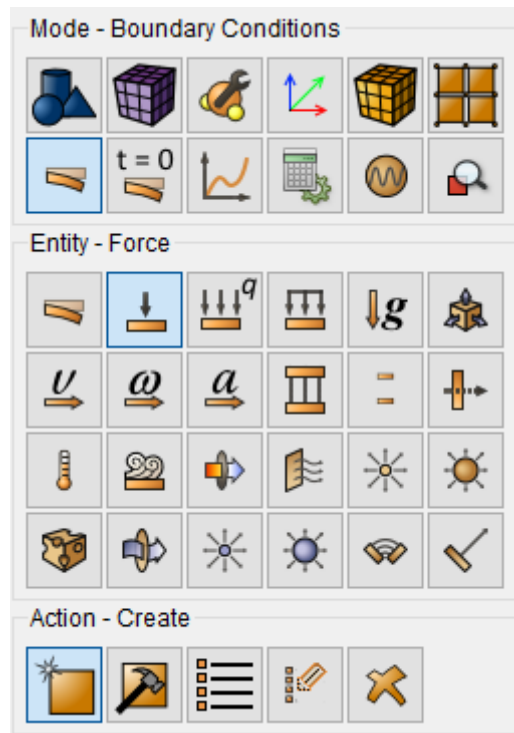 Mode - Boundary Conditions
t = 0
Entity - Force
q
g
υ ω a
Action - Create